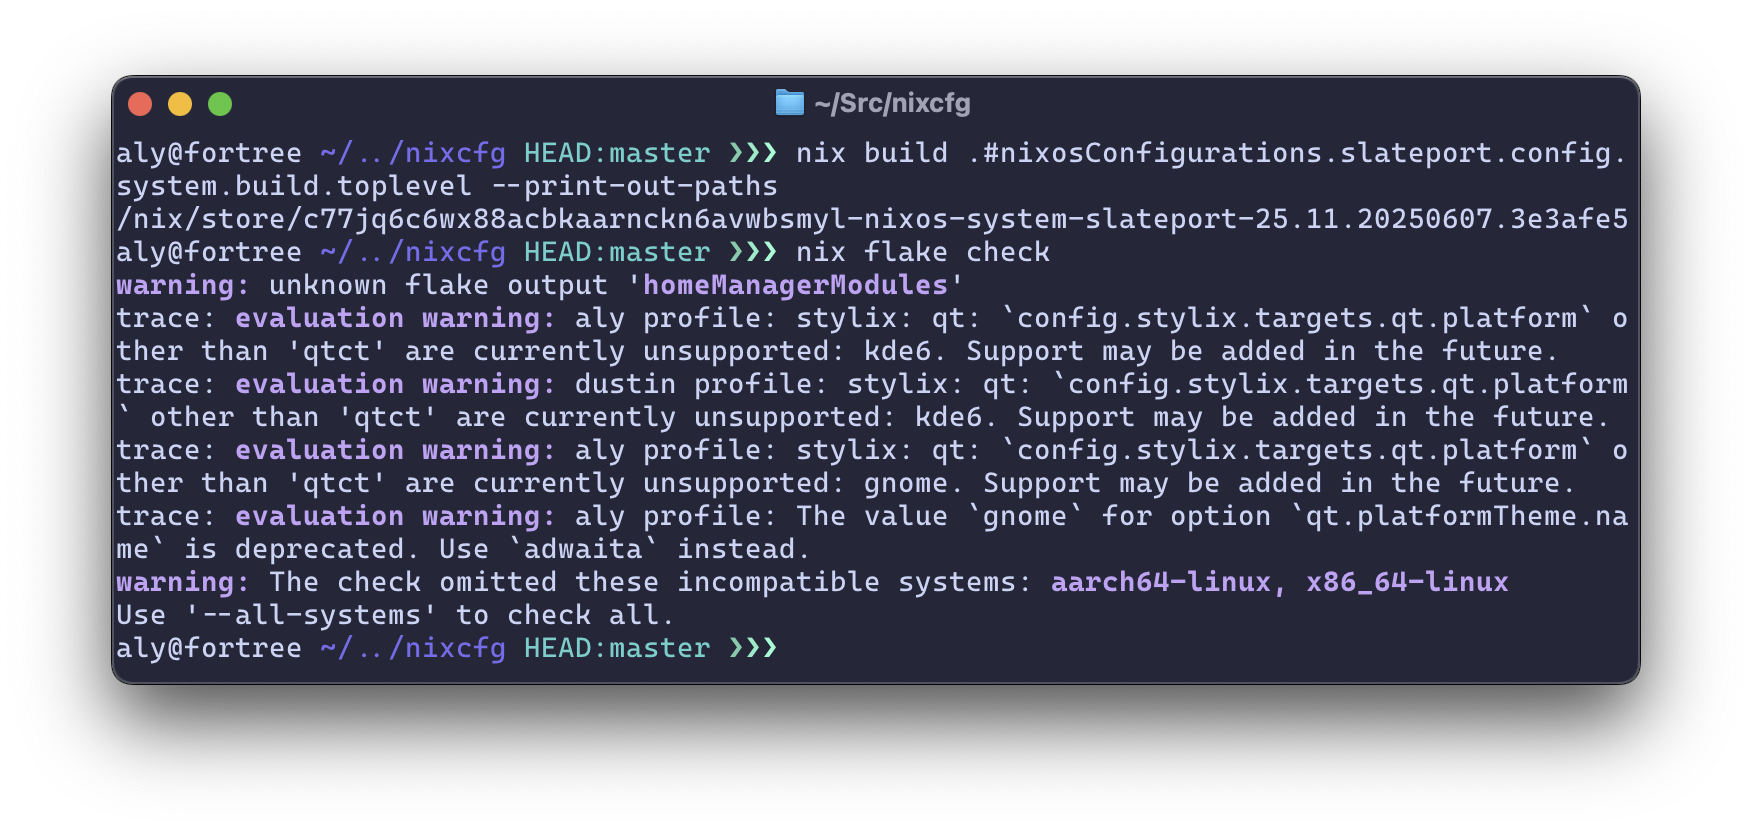 ~/Src/nixcfg
aly@fortree ~/../nixcfg HEAD:master ❯❯❯ nix build .#nixosConfigurations.slateport.config.
system.build.toplevel --print-out-paths
/nix/store/c77jq6c6wx88acbkaarnckn6avwbsmyl-nixos-system-slateport-25.11.20250607.3e3afe5
aly@fortree ~/../nixcfg HEAD:master ❯❯❯ nix flake check
warning: unknown flake output 'homeManagerModules'
trace: evaluation warning: aly profile: stylix: qt: `config.stylix.targets.qt.platform` o
ther than 'qtct' are currently unsupported: kde6. Support may be added in the future.
trace: evaluation warning: dustin profile: stylix: qt: `config.stylix.targets.qt.platform
` other than 'qtct' are currently unsupported: kde6. Support may be added in the future.
trace: evaluation warning: aly profile: stylix: qt: `config.stylix.targets.qt.platform` o
ther than 'qtct' are currently unsupported: gnome. Support may be added in the future.
trace: evaluation warning: aly profile: The value `gnome` for option `qt.platformTheme.na
me` is deprecated. Use `adwaita` instead.
warning: The check omitted these incompatible systems: aarch64-linux, x86_64-linux
Use '--all-systems' to check all.
aly@fortree ~/../nixcfg HEAD:master ❯❯❯